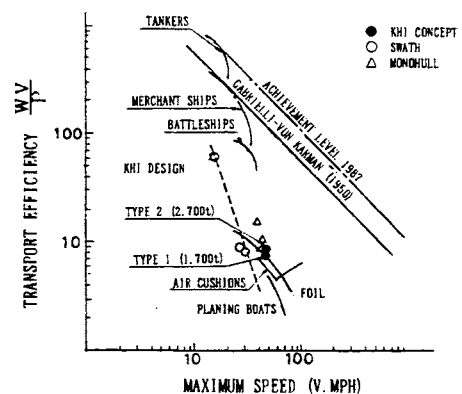 TANKERS
KHI CONCEPT
SWATH
MONOHULL
ACHIEVEMENT LEVEL 1987
GABRIELLI-VON KARMAN (1950)
MERCHANT SHIPS
BATTLESHIPS
KHI DESIGN
TYPE 2 (2.700t)
TYPE 1 (1.700t)
AIR CUSHIONS
FOIL
PLANING BOATS
TRANSPORT EFFICIENCY
100
10
10
100
MAXIMUM SPEED (V.MPH)